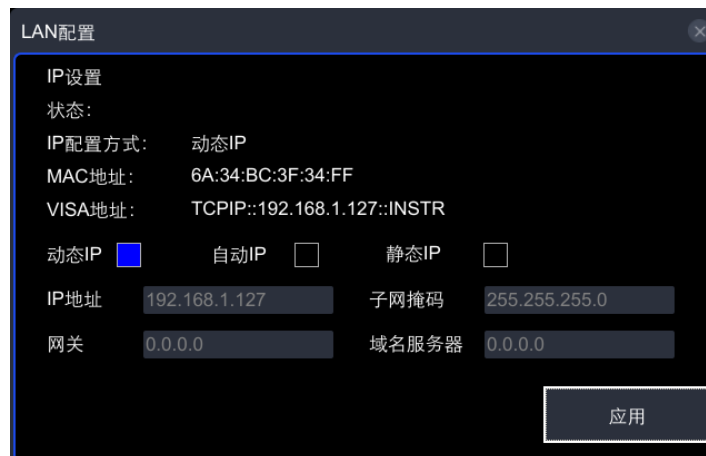 LAN配置
IP设置
状态:
IP配置方式: 动态IP
MAC地址: 6A:34:BC:3F:34:FF
VISA地址: TCPIP::192.168.1.127::INSTR
动态IP 自动IP 静态IP
IP地址 192.168.1.127 子网掩码 255.255.255.0
网关 0.0.0.0 域名服务器 0.0.0.0
应用